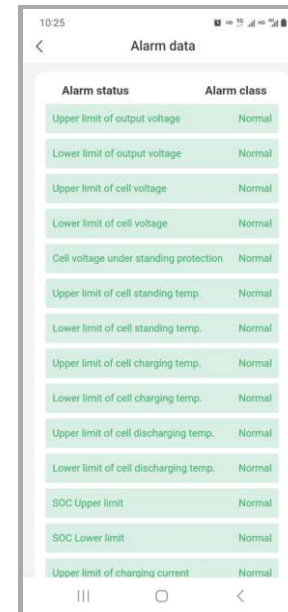 10:25
Alarm data
Alarm status Alarm class
Upper limit of output voltage Normal
Lower limit of output voltage Normal
Upper limit of cell voltage Normal
Lower limit of cell voltage Normal
Cell voltage under standing protection Normal
Upper limit of cell standing temp. Normal
Lower limit of cell standing temp. Normal
Upper limit of cell charging temp. Normal
Lower limit of cell charging temp. Normal
Upper limit of cell discharging temp. Normal
Lower limit of cell discharging temp. Normal
SOC Upper limit Normal
SOC Lower limit Normal
Upper limit of charging current Normal